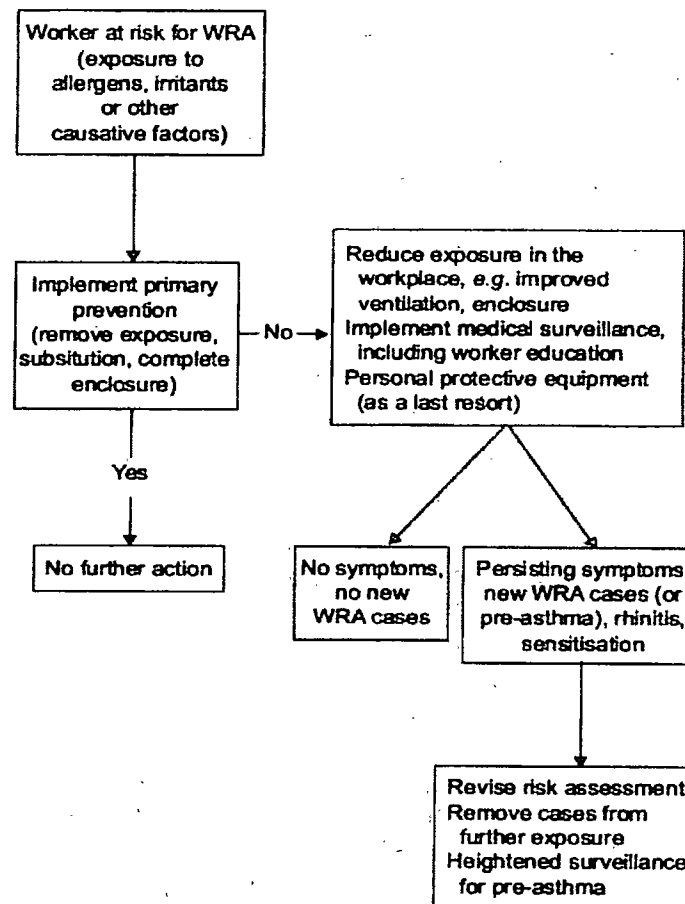 Worker at risk for WRA
(exposure to
allergens, irritants
or other
causative factors)
Implement primary
prevention
(remove exposure,
subsitution, complete
enclosure)
No
Reduce exposure in the
workplace, e.g. improved
ventilation, enclosure
Implement medical surveillance,
including worker education
Personal protective equipment
(as a last resort)
Yes
No further action
No symptoms,
no new
WRA cases
Persisting symptoms
new WRA cases (or
pre-asthma), rhinitis,
sensitisation
Revise risk assessment
Remove cases from
further exposure
Heightened surveillance
for pre-asthma